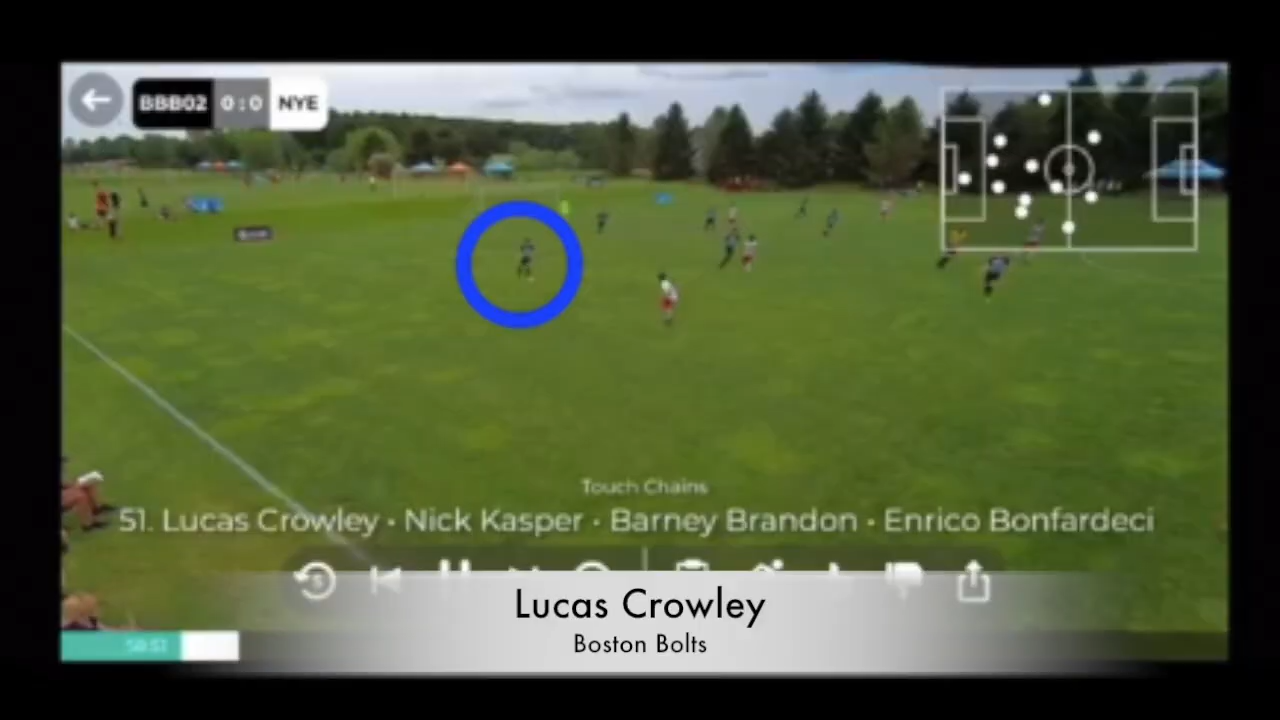 BBB02 0:0 NYE
Touch Chains
51. Lucas Crowley • Nick Kasper • Barney Brandon • Enrico Bonfardeci
Lucas Crowley
Boston Bolts